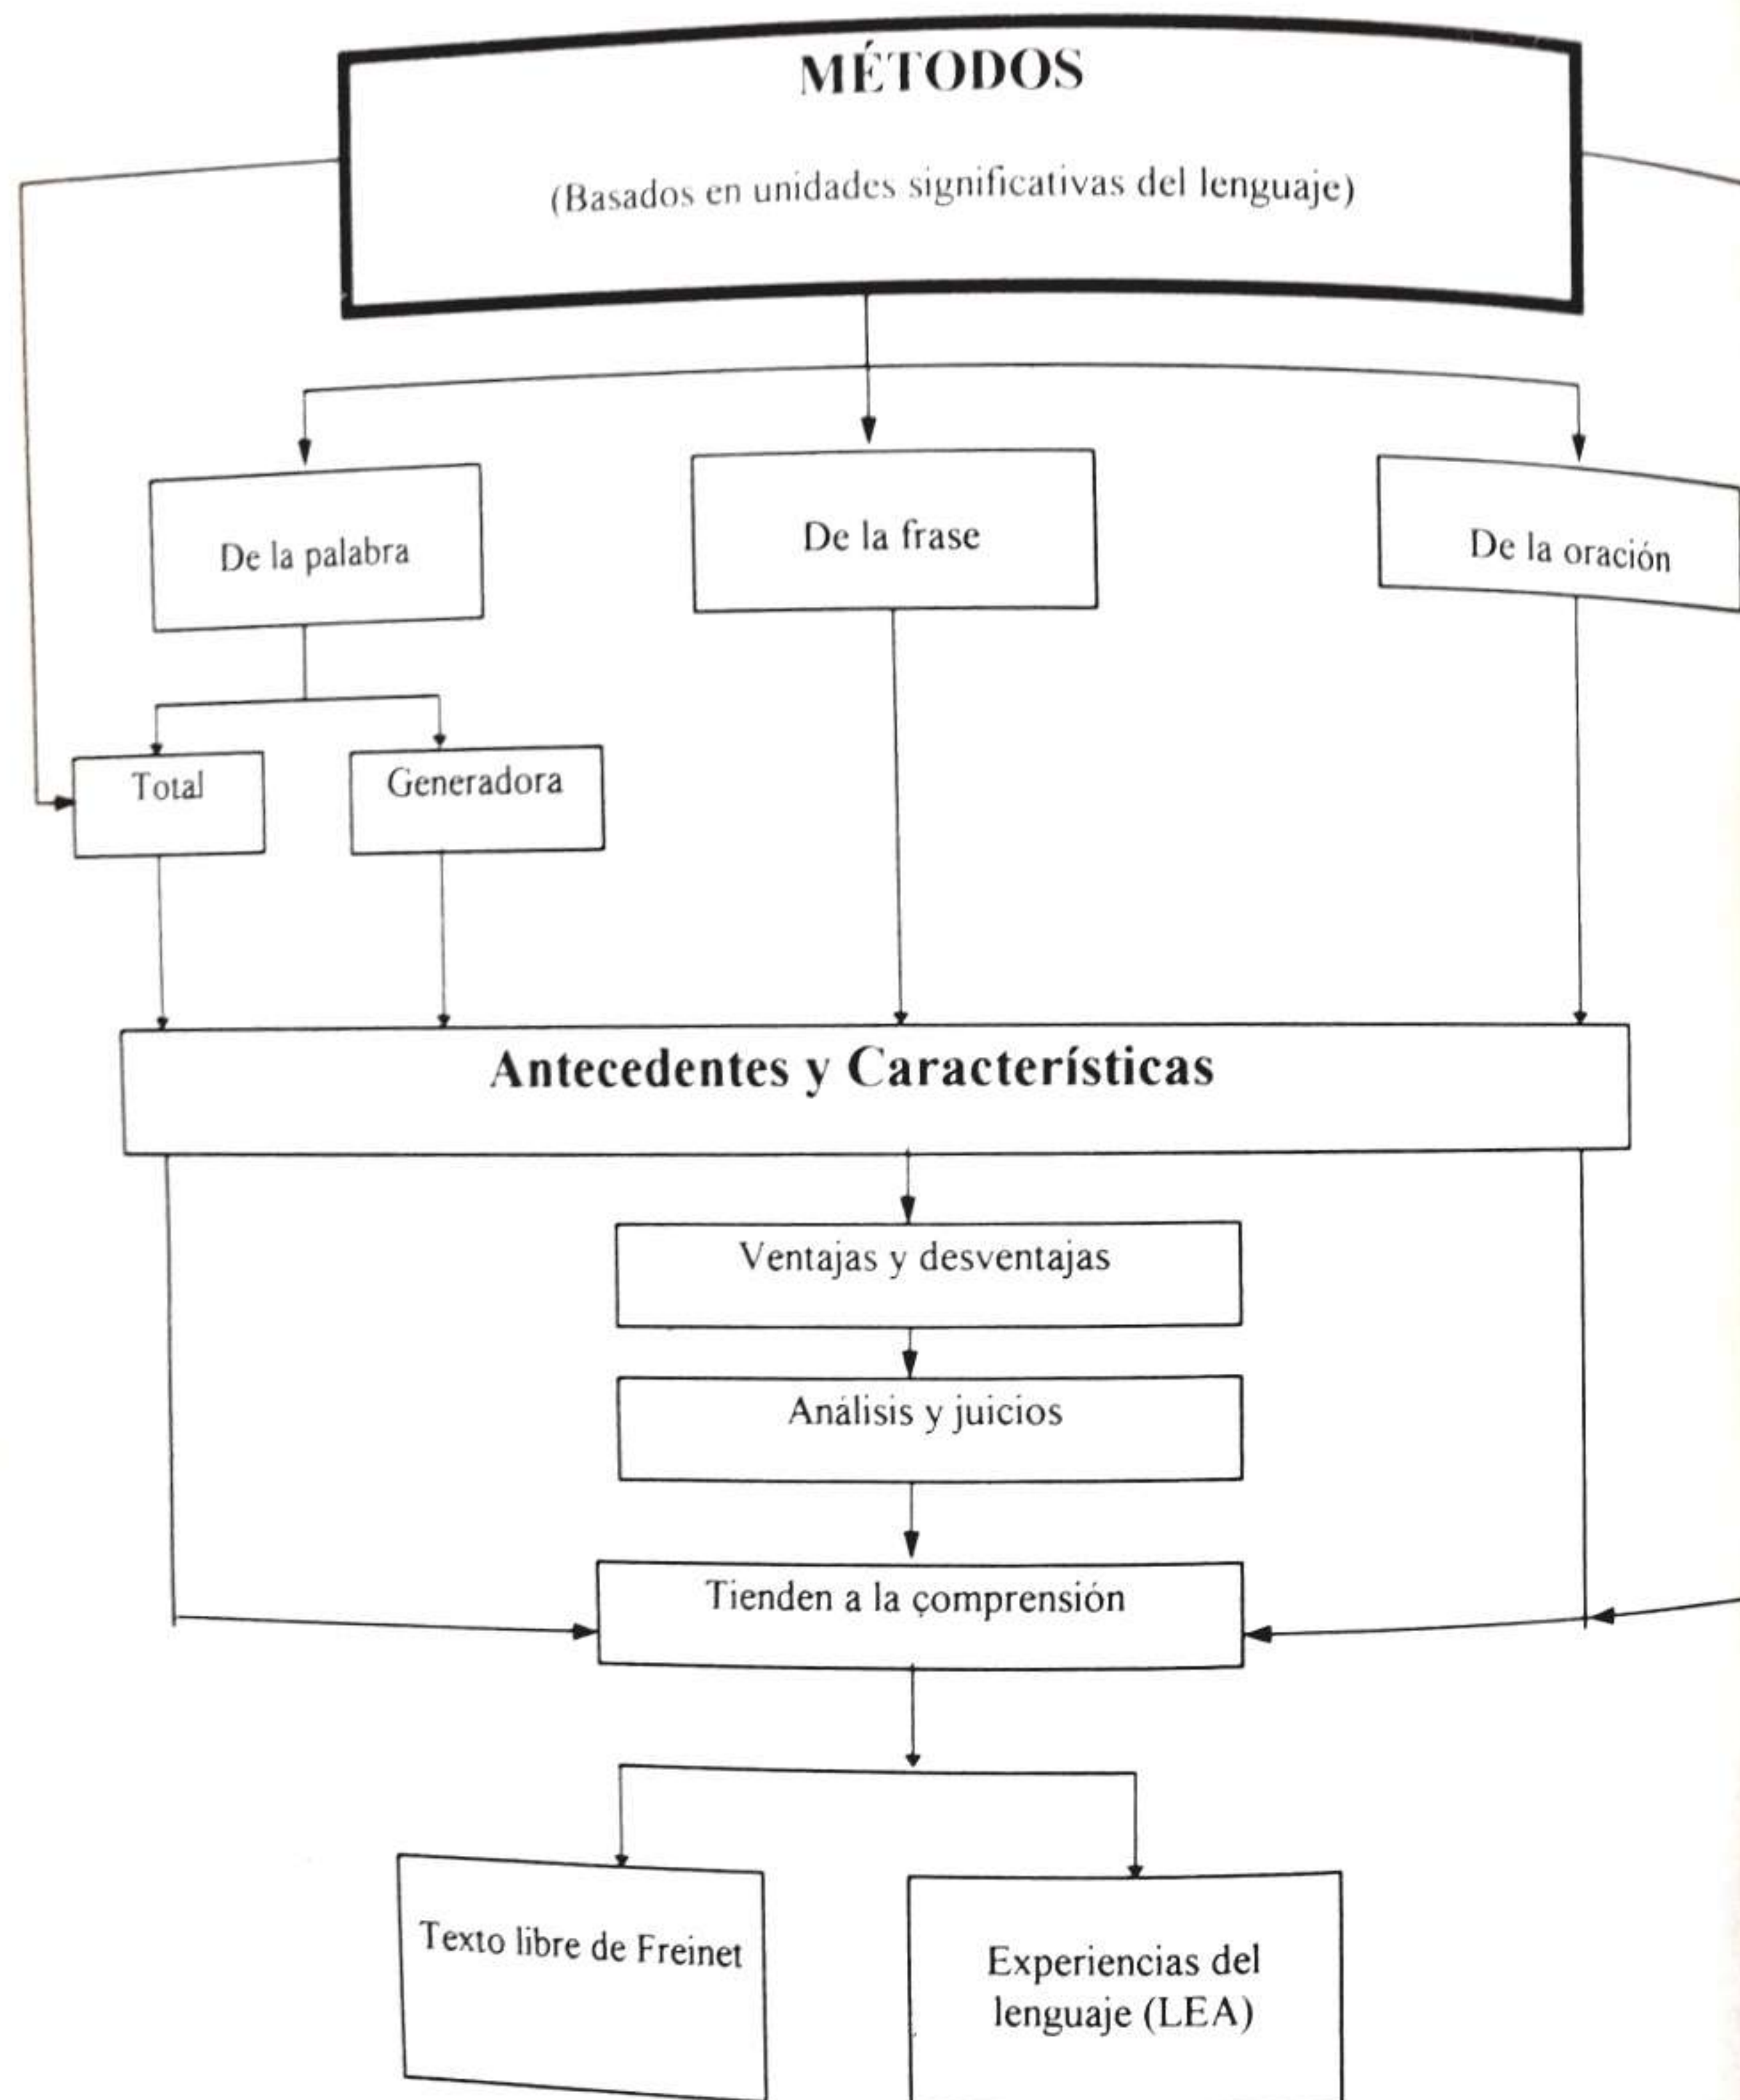 MÉTODOS
(Basados en unidades significativas del lenguaje)
De la palabra
De la frase
De la oración
Total
Generadora
Antecedentes y Características
Ventajas y desventajas
Análisis y juicios
Tienden a la comprensión
Texto libre de Freinet
Experiencias del
lenguaje (LEA)